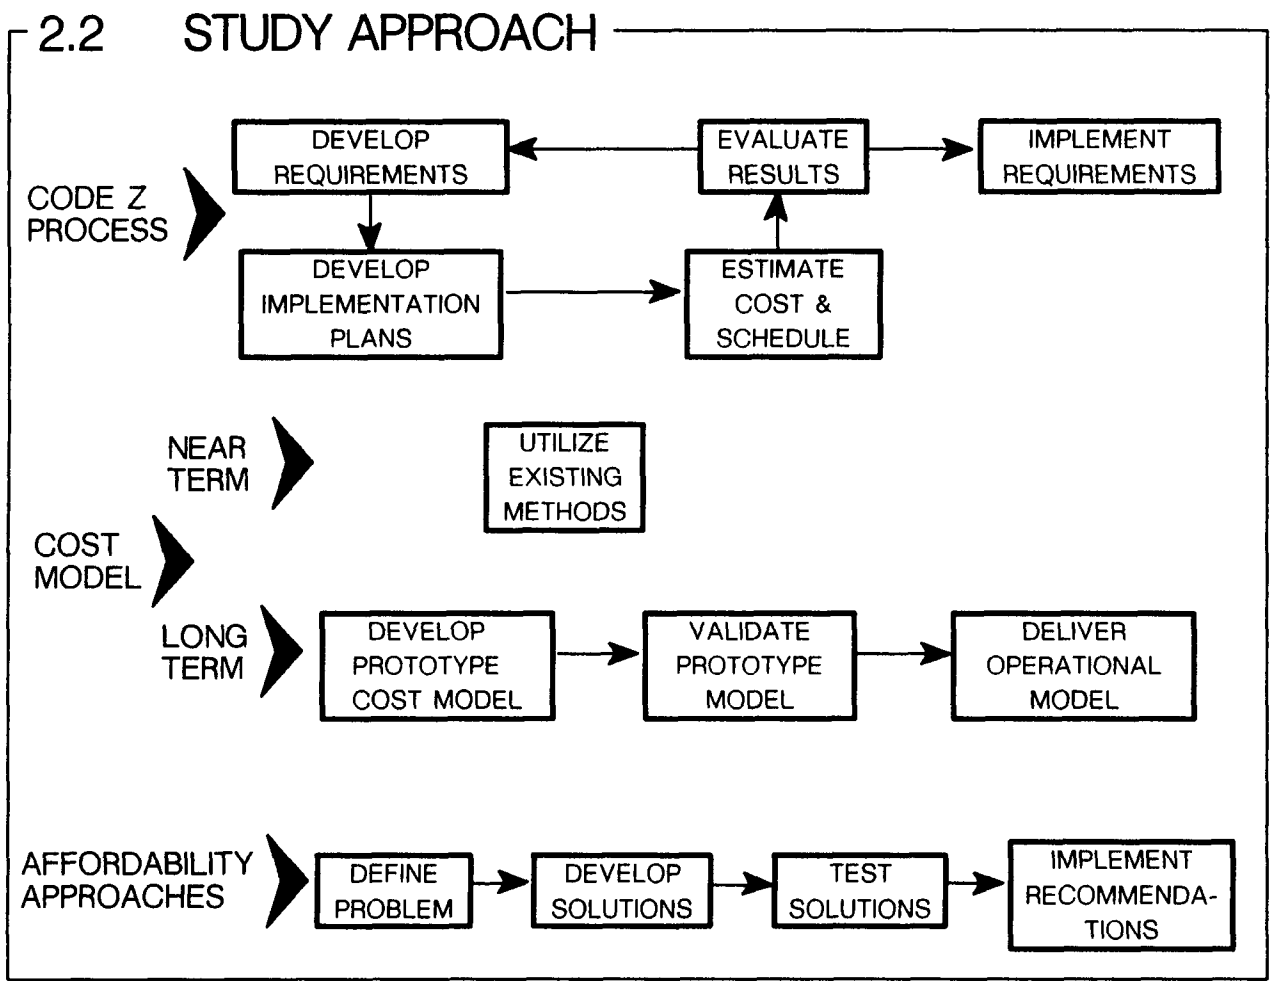 2.2 STUDY APPROACH
CODE Z
PROCESS
DEVELOP
REQUIREMENTS
EVALUATE
RESULTS
IMPLEMENT
REQUIREMENTS
DEVELOP
IMPLEMENTATION
PLANS
ESTIMATE
COST &
SCHEDULE
COST
MODEL
NEAR
TERM
UTILIZE
EXISTING
METHODS
LONG
TERM
DEVELOP
PROTOTYPE
COST MODEL
VALIDATE
PROTOTYPE
MODEL
DELIVER
OPERATIONAL
MODEL
AFFORDABILITY
APPROACHES
DEFINE
PROBLEM
DEVELOP
SOLUTIONS
TEST
SOLUTIONS
IMPLEMENT
RECOMMENDA-
TIONS